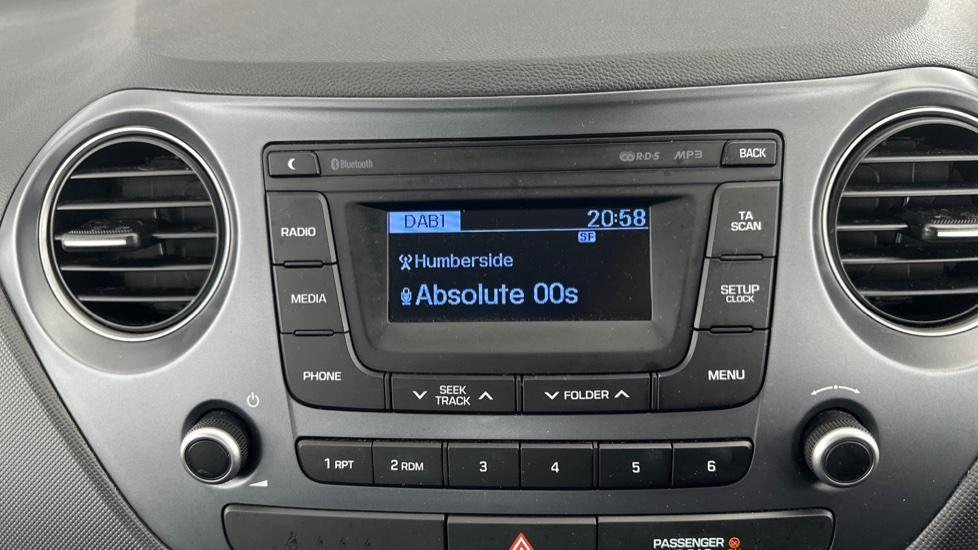 Bluetooth
R·D·S MP3
BACK
RADIO
MEDIA
PHONE
DAB1 20:58
SF
Humberside
Absolute 00s
TA
SCAN
SETUP
CLOCK
MENU
SEEK
TRACK
FOLDER
1 RPT
2 RDM
3
4
5
6
PASSENGER